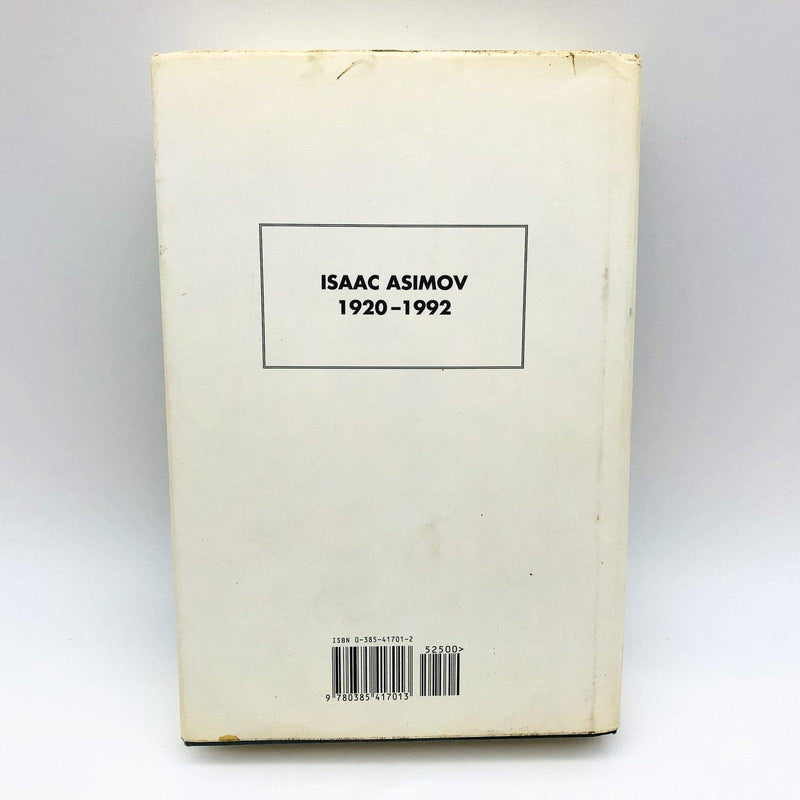 ISAAC ASIMOV
1920–1992
ISBN 0-385-41701-2
52500>
9 780385 417013